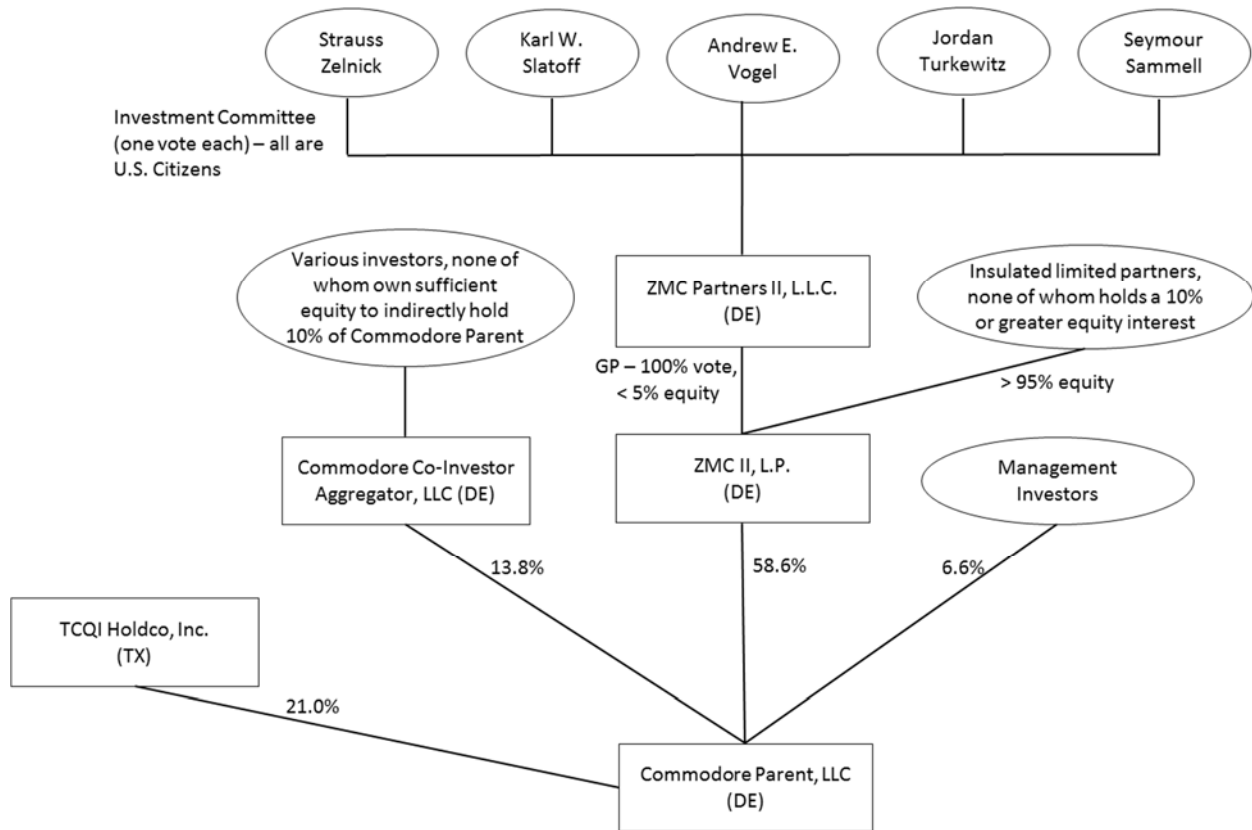 Strauss
Zelnick
Karl W.
Slatoff
Andrew E.
Vogel
Jordan
Turkewitz
Seymour
Sammell
Investment Committee
(one vote each) – all are
U.S. Citizens
Various investors, none of
whom own sufficient
equity to indirectly hold
10% of Commodore Parent
ZMC Partners II, L.L.C.
(DE)
Insulated limited partners,
none of whom holds a 10%
or greater equity interest
GP – 100% vote,
< 5% equity
> 95% equity
Commodore Co-Investor
Aggregator, LLC (DE)
ZMC II, L.P.
(DE)
Management
Investors
13.8%
58.6%
6.6%
TCQI Holdco, Inc.
(TX)
21.0%
Commodore Parent, LLC
(DE)